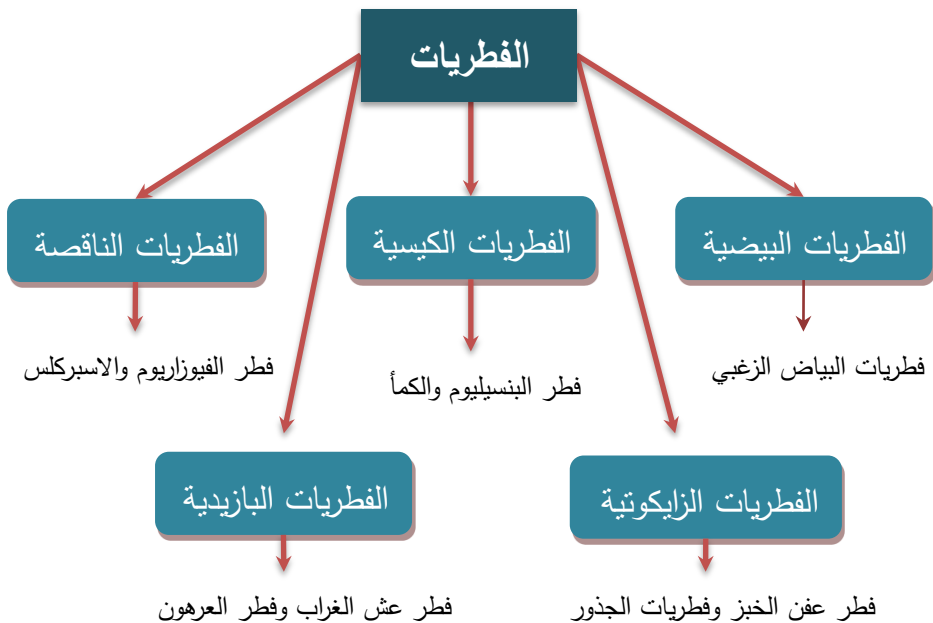 الفطريات
الفطريات البيضية
الفطريات الكيسية
الفطريات الناقصة
فطريات البياض الزغبي
فطر البنسيليوم والكمأ
فطر الفيوزاريوم والاسبركلس
الفطريات الزايكوتية
الفطريات البازيدية
فطر عفن الخبز وفطريات الجذور
فطر عش الغراب وفطر العرهون